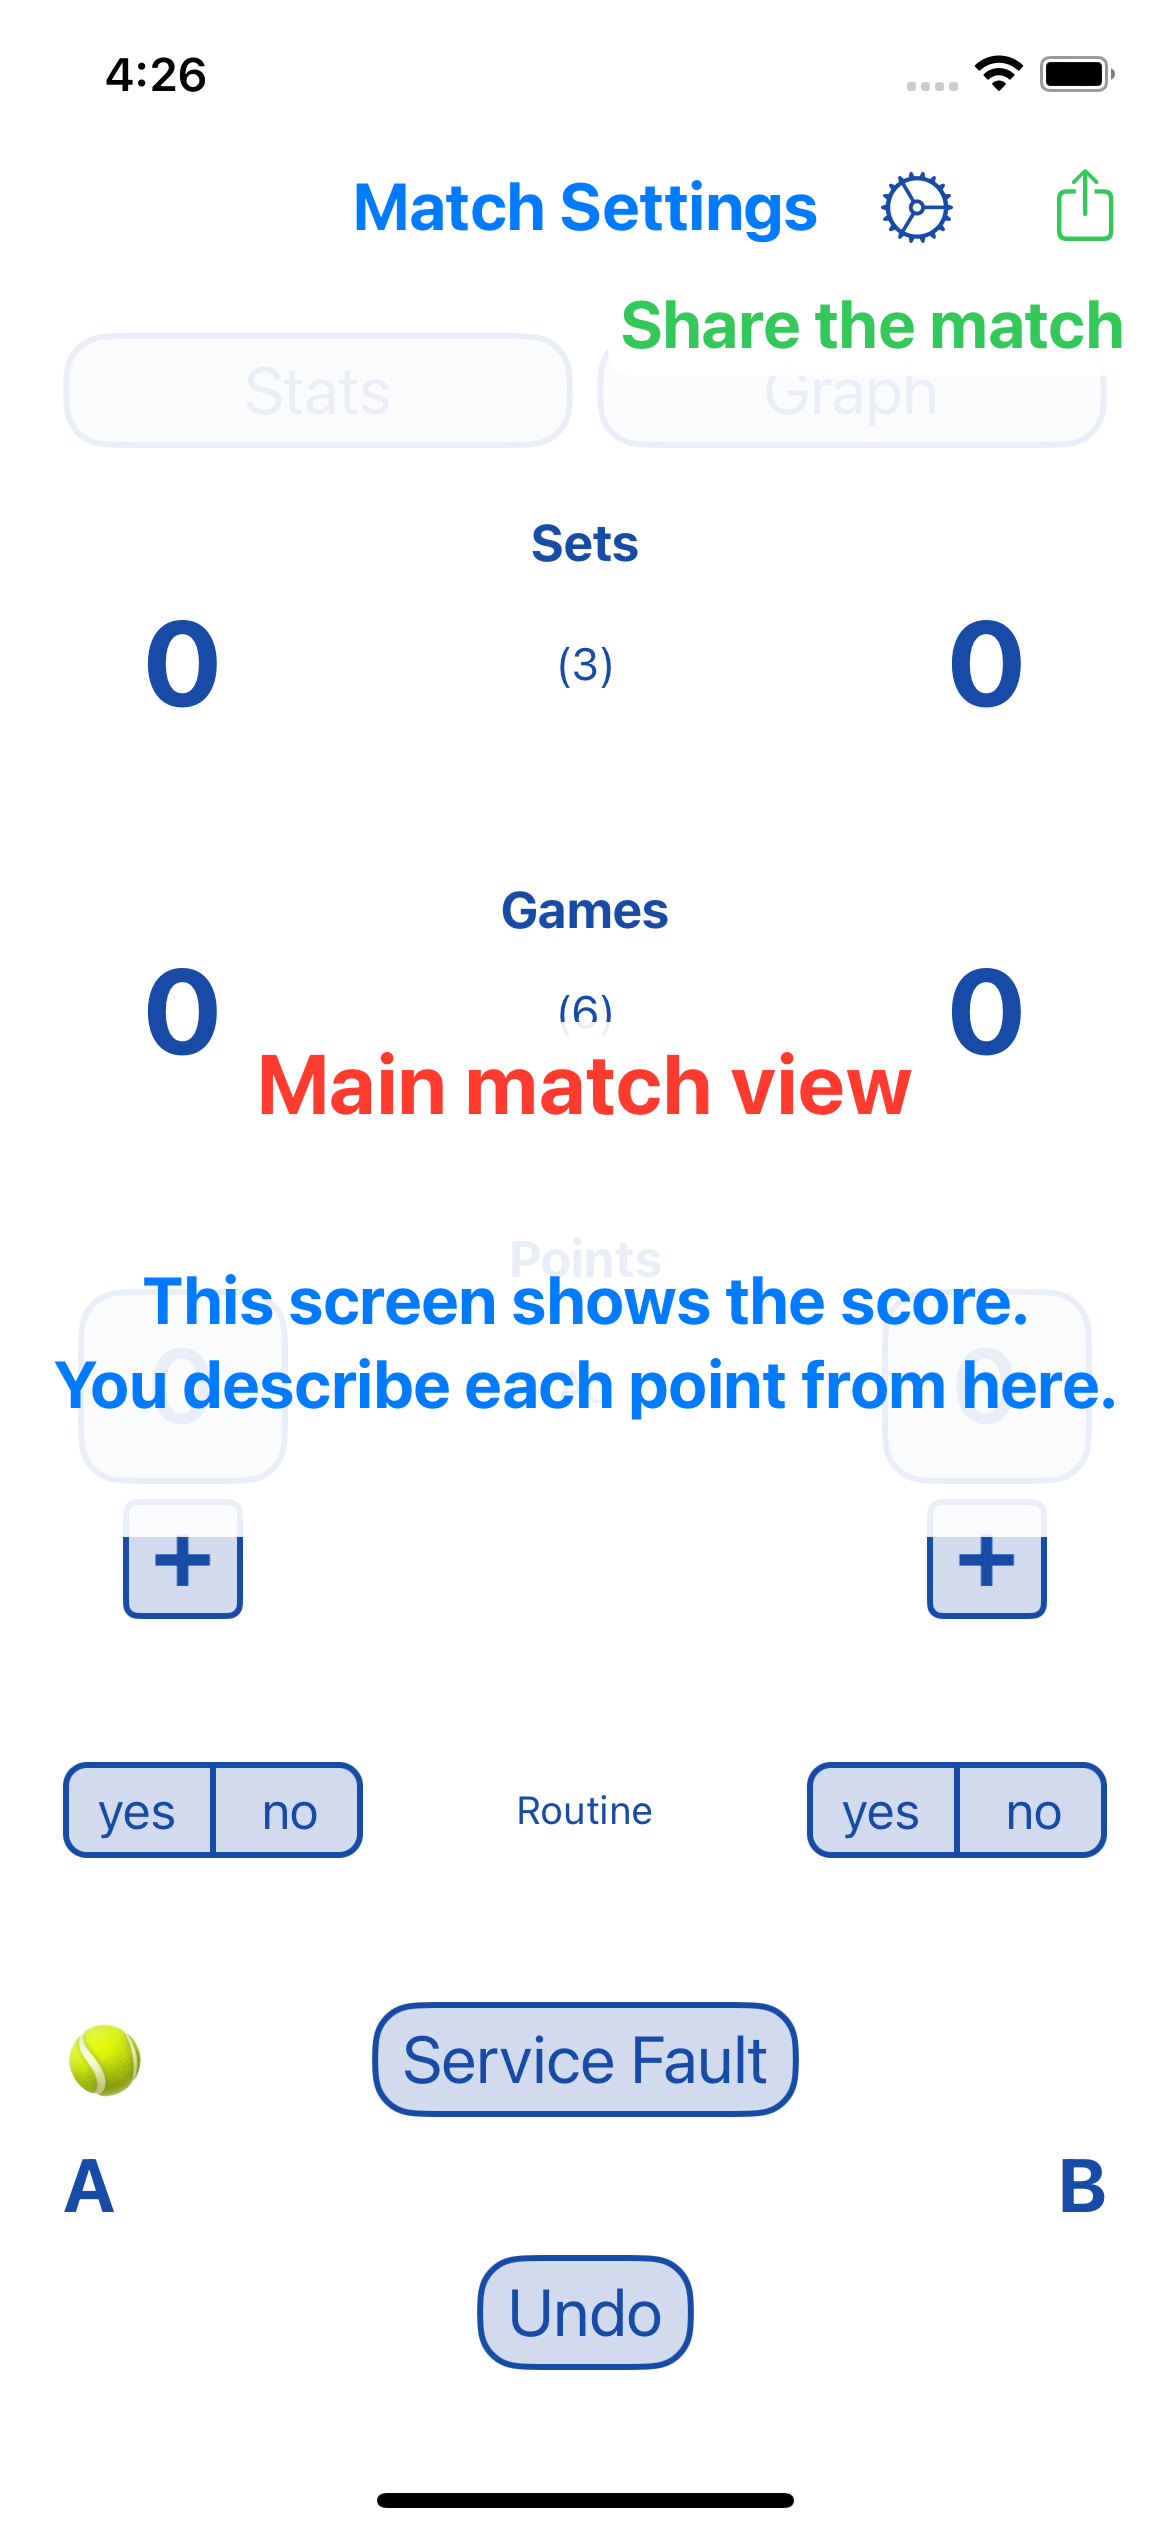 4:26
Match Settings
Share the match
Stats Graph
Sets
0 (3) 0
Games
0 (6) 0
Main match view
Points
This screen shows the score.
0 0
You describe each point from here.
+ +
yes no Routine yes no
Service Fault
A B
Undo